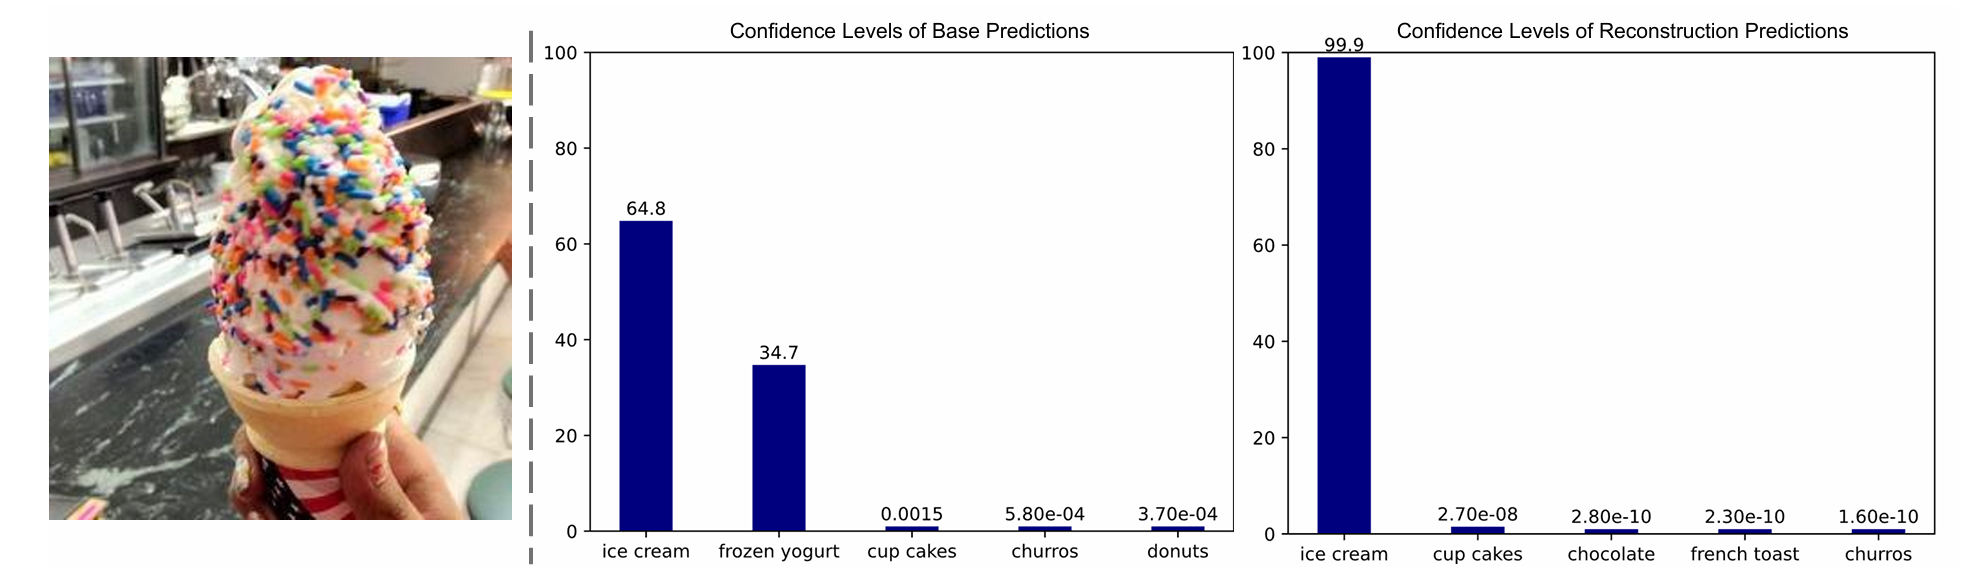 Confidence Levels of Base Predictions
100
80
60
40
20
0
64.8
34.7
0.0015
5.80e-04
3.70e-04
ice cream
frozen yogurt
cup cakes
churros
donuts
Confidence Levels of Reconstruction Predictions
100
80
60
40
20
0
99.9
2.70e-08
2.80e-10
2.30e-10
1.60e-10
ice cream
cup cakes
chocolate
french toast
churros